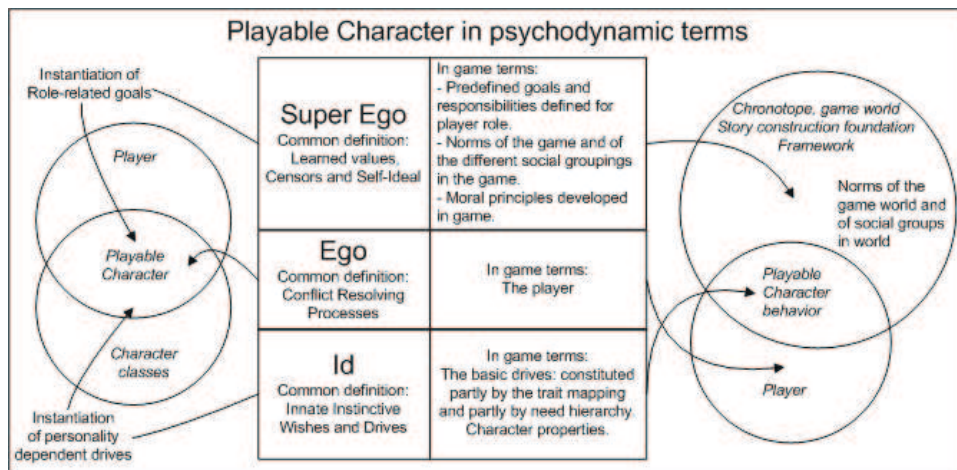 Playable Character in psychodynamic terms
Instantiation of
Role-related goals
Player
Playable
Character
Character
classes
Instantiation
of personality
dependent drives
Super Ego
Common definition:
Learned values,
Censors and Self-Ideal
In game terms:
- Predefined goals and
responsibilities defined for
player role.
- Norms of the game and of
the different social groupings
in the game.
- Moral principles developed
in game.
Ego
Common definition:
Conflict Resolving
Processes
In game terms:
The player
Id
Common definition:
Innate Instinctive
Wishes and Drives
In game terms:
The basic drives: constituted
partly by the trait mapping
and partly by need hierarchy.
Character properties.
Chronotope, game world
Story construction foundation
Framework
Norms of the
game world and
of social groups
in world
Playable
Character
behavior
Player